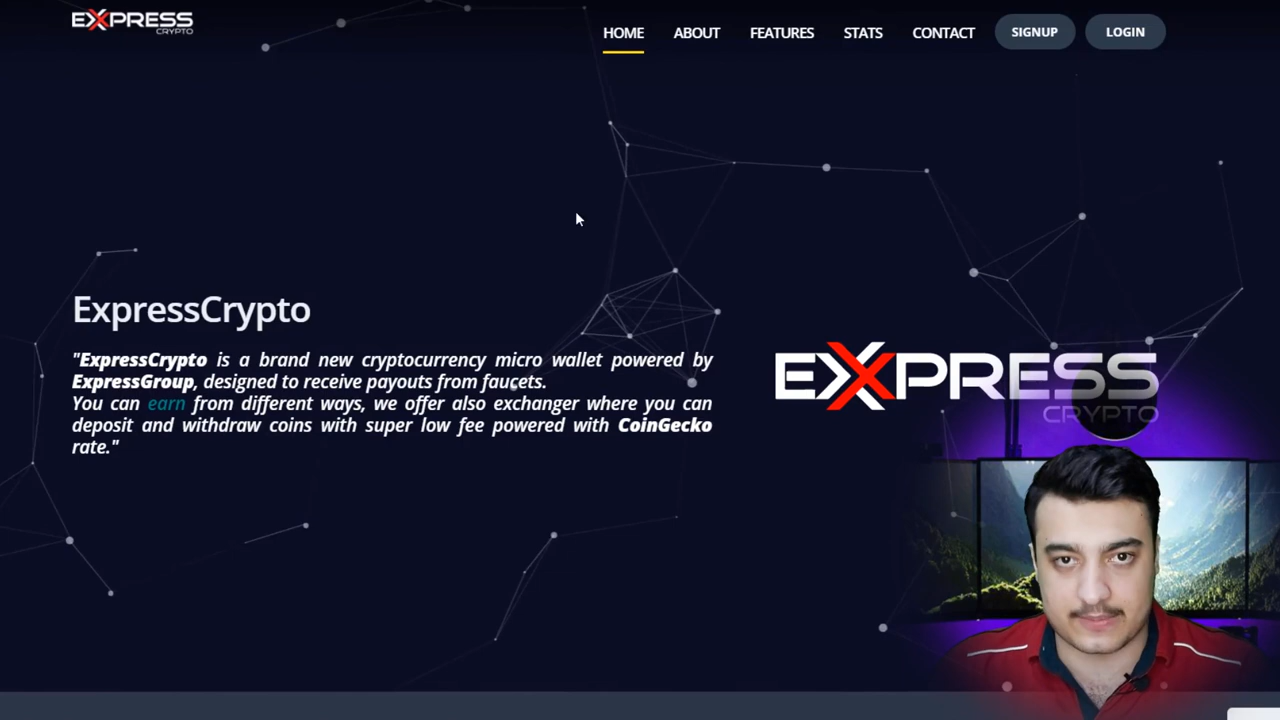 EXPRESS
CRYPTO
HOME ABOUT FEATURES STATS CONTACT SIGNUP LOGIN
ExpressCrypto
"ExpressCrypto is a brand new cryptocurrency micro wallet powered by
ExpressGroup, designed to receive payouts from faucets.
You can earn from different ways, we offer also exchanger where you can
deposit and withdraw coins with super low fee powered with CoinGecko
rate."
EXPRESS
CRYPTO